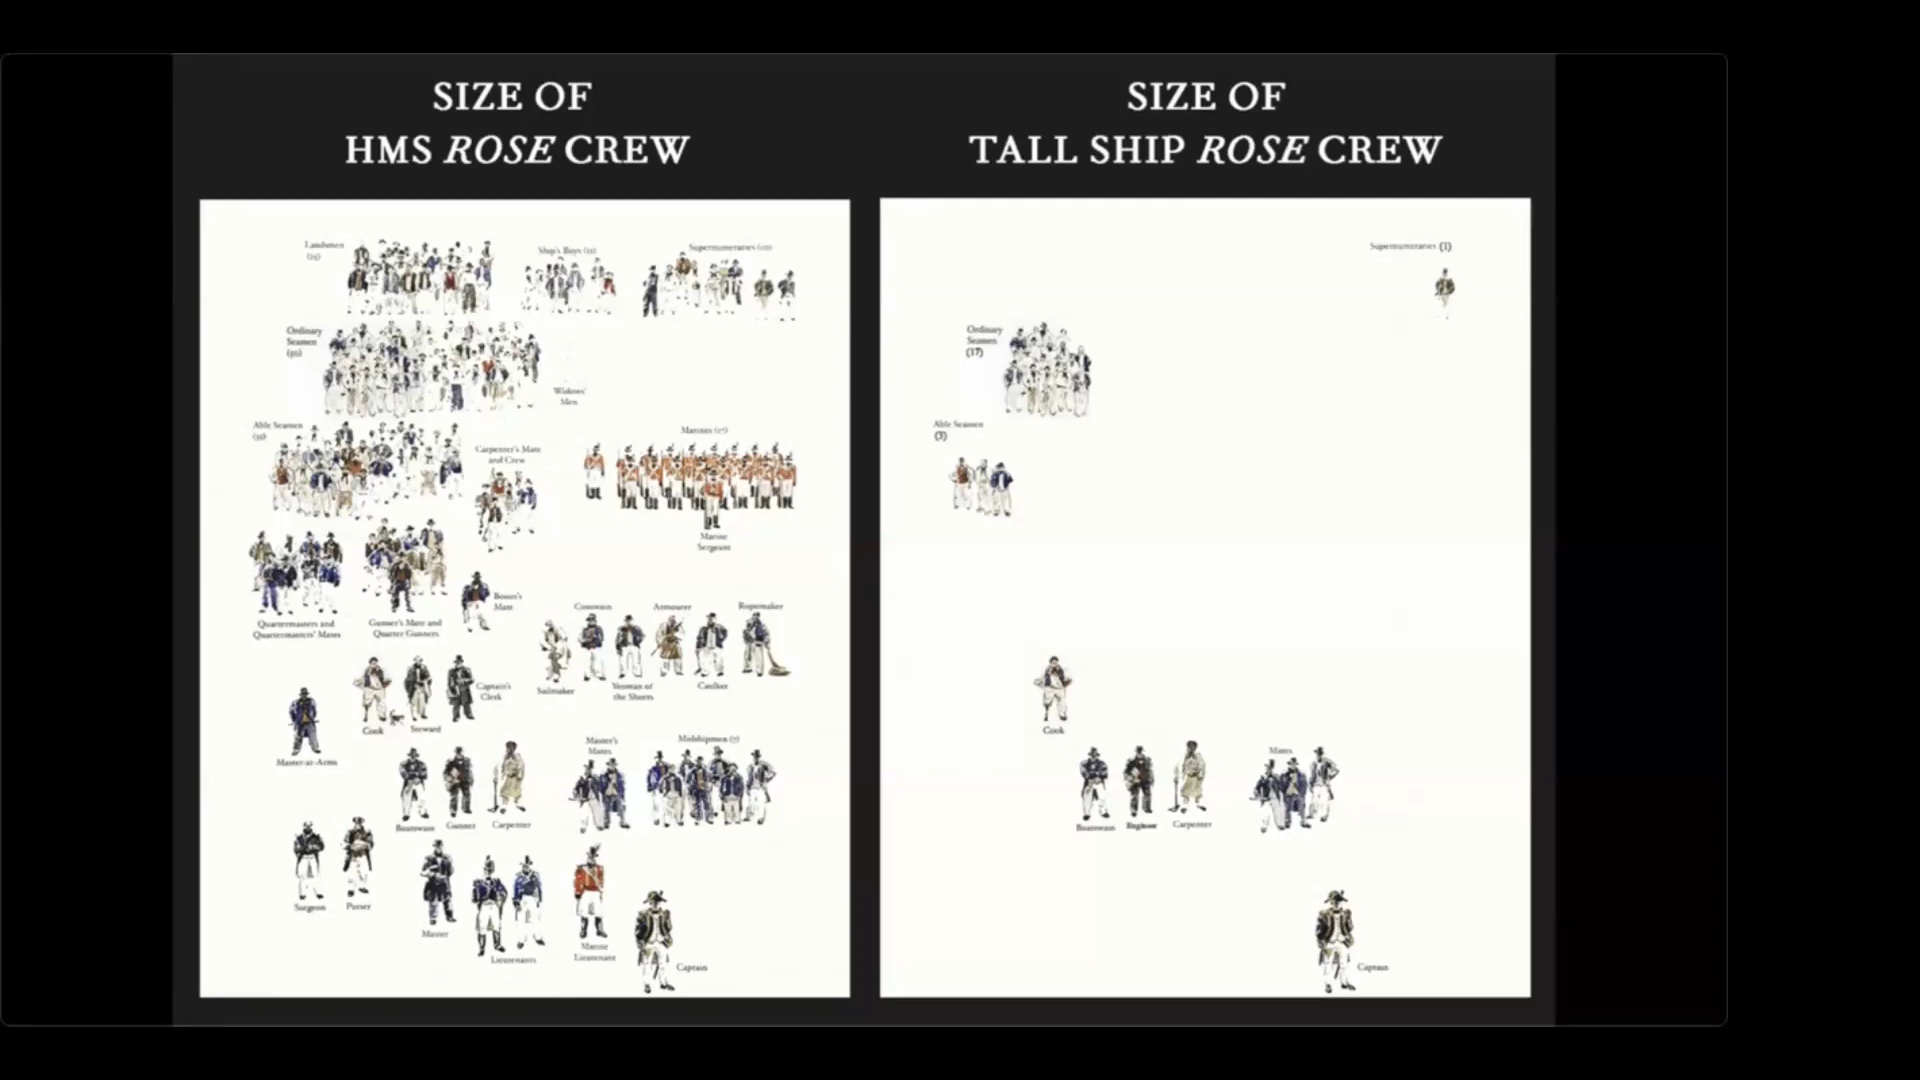 SIZE OF
HMS ROSE CREW
Landsmen
Ship's Boys
Supernumeraries
Ordinary
Seamen
Widows'
Men
Able Seamen
Carpenter's Mate
and Crew
Marines (17)
Marine
Sergeant
Quartermasters and
Quartermasters' Mates
Gunner's Mate and
Quarter Gunners
Bosun's
Mate
Coxswain
Armourer
Ropemaker
Sailmaker
Yeoman of
the Sheets
Caulker
Captain's
Clerk
Cook
Steward
Master-at-Arms
Master's
Mates
Midshipmen (7)
Boatswain
Gunner
Carpenter
Surgeon
Purser
Master
Lieutenants
Marine
Lieutenant
Captain
SIZE OF
TALL SHIP ROSE CREW
Supernumeraries (1)
Ordinary
Seamen
(17)
Able Seamen
(3)
Cook
Boatswain
Engineer
Carpenter
Mates
Captain